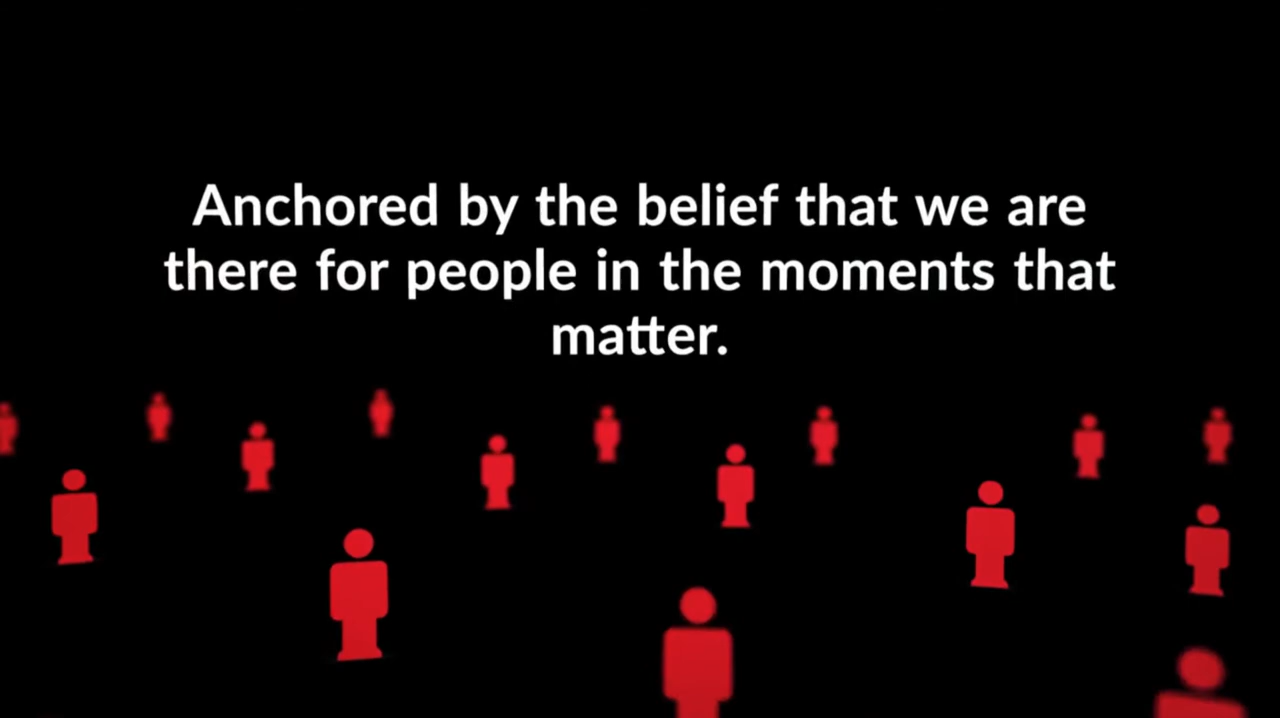 Anchored by the belief that we are
there for people in the moments that
matter.